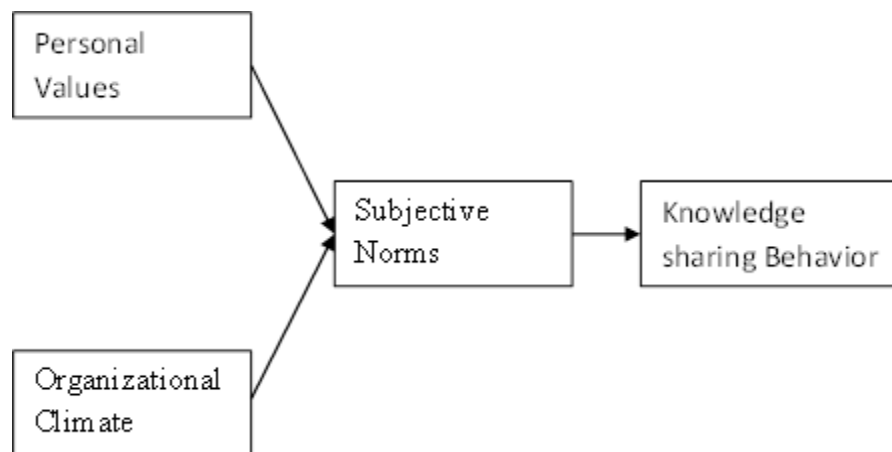 Personal
Values
Subjective
Norms
Knowledge
sharing Behavior
Organizational
Climate